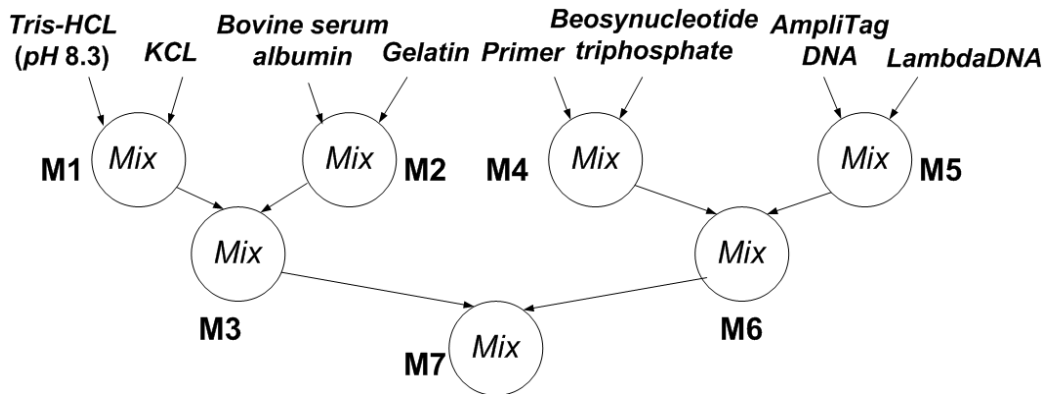 Tris-HCL
(pH 8.3)
KCL
Bovine serum
albumin
Gelatin
Primer
Beosynucleotide
triphosphate
AmpliTag
DNA
LambdaDNA
M1
Mix
Mix
M2
M4
Mix
Mix
M5
Mix
Mix
M3
M6
M7
Mix